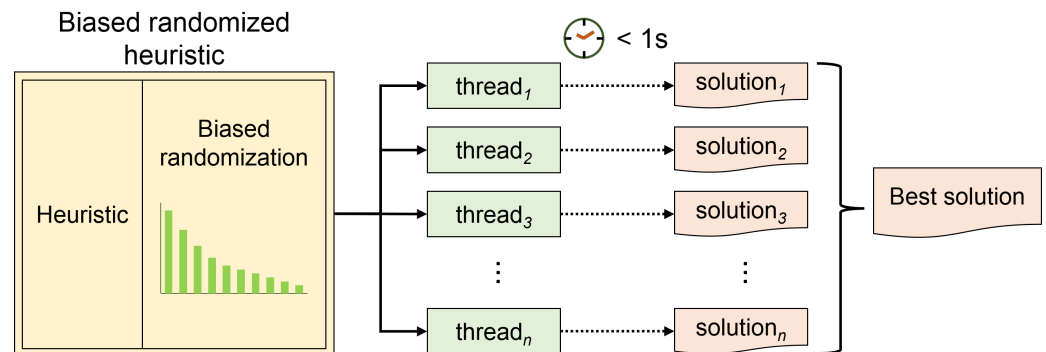 Biased randomized
heuristic
Heuristic
Biased
randomization
< 1s
thread1
solution1
thread2
solution2
thread3
solution3
⋮
⋮
threadn
solutionn
Best solution